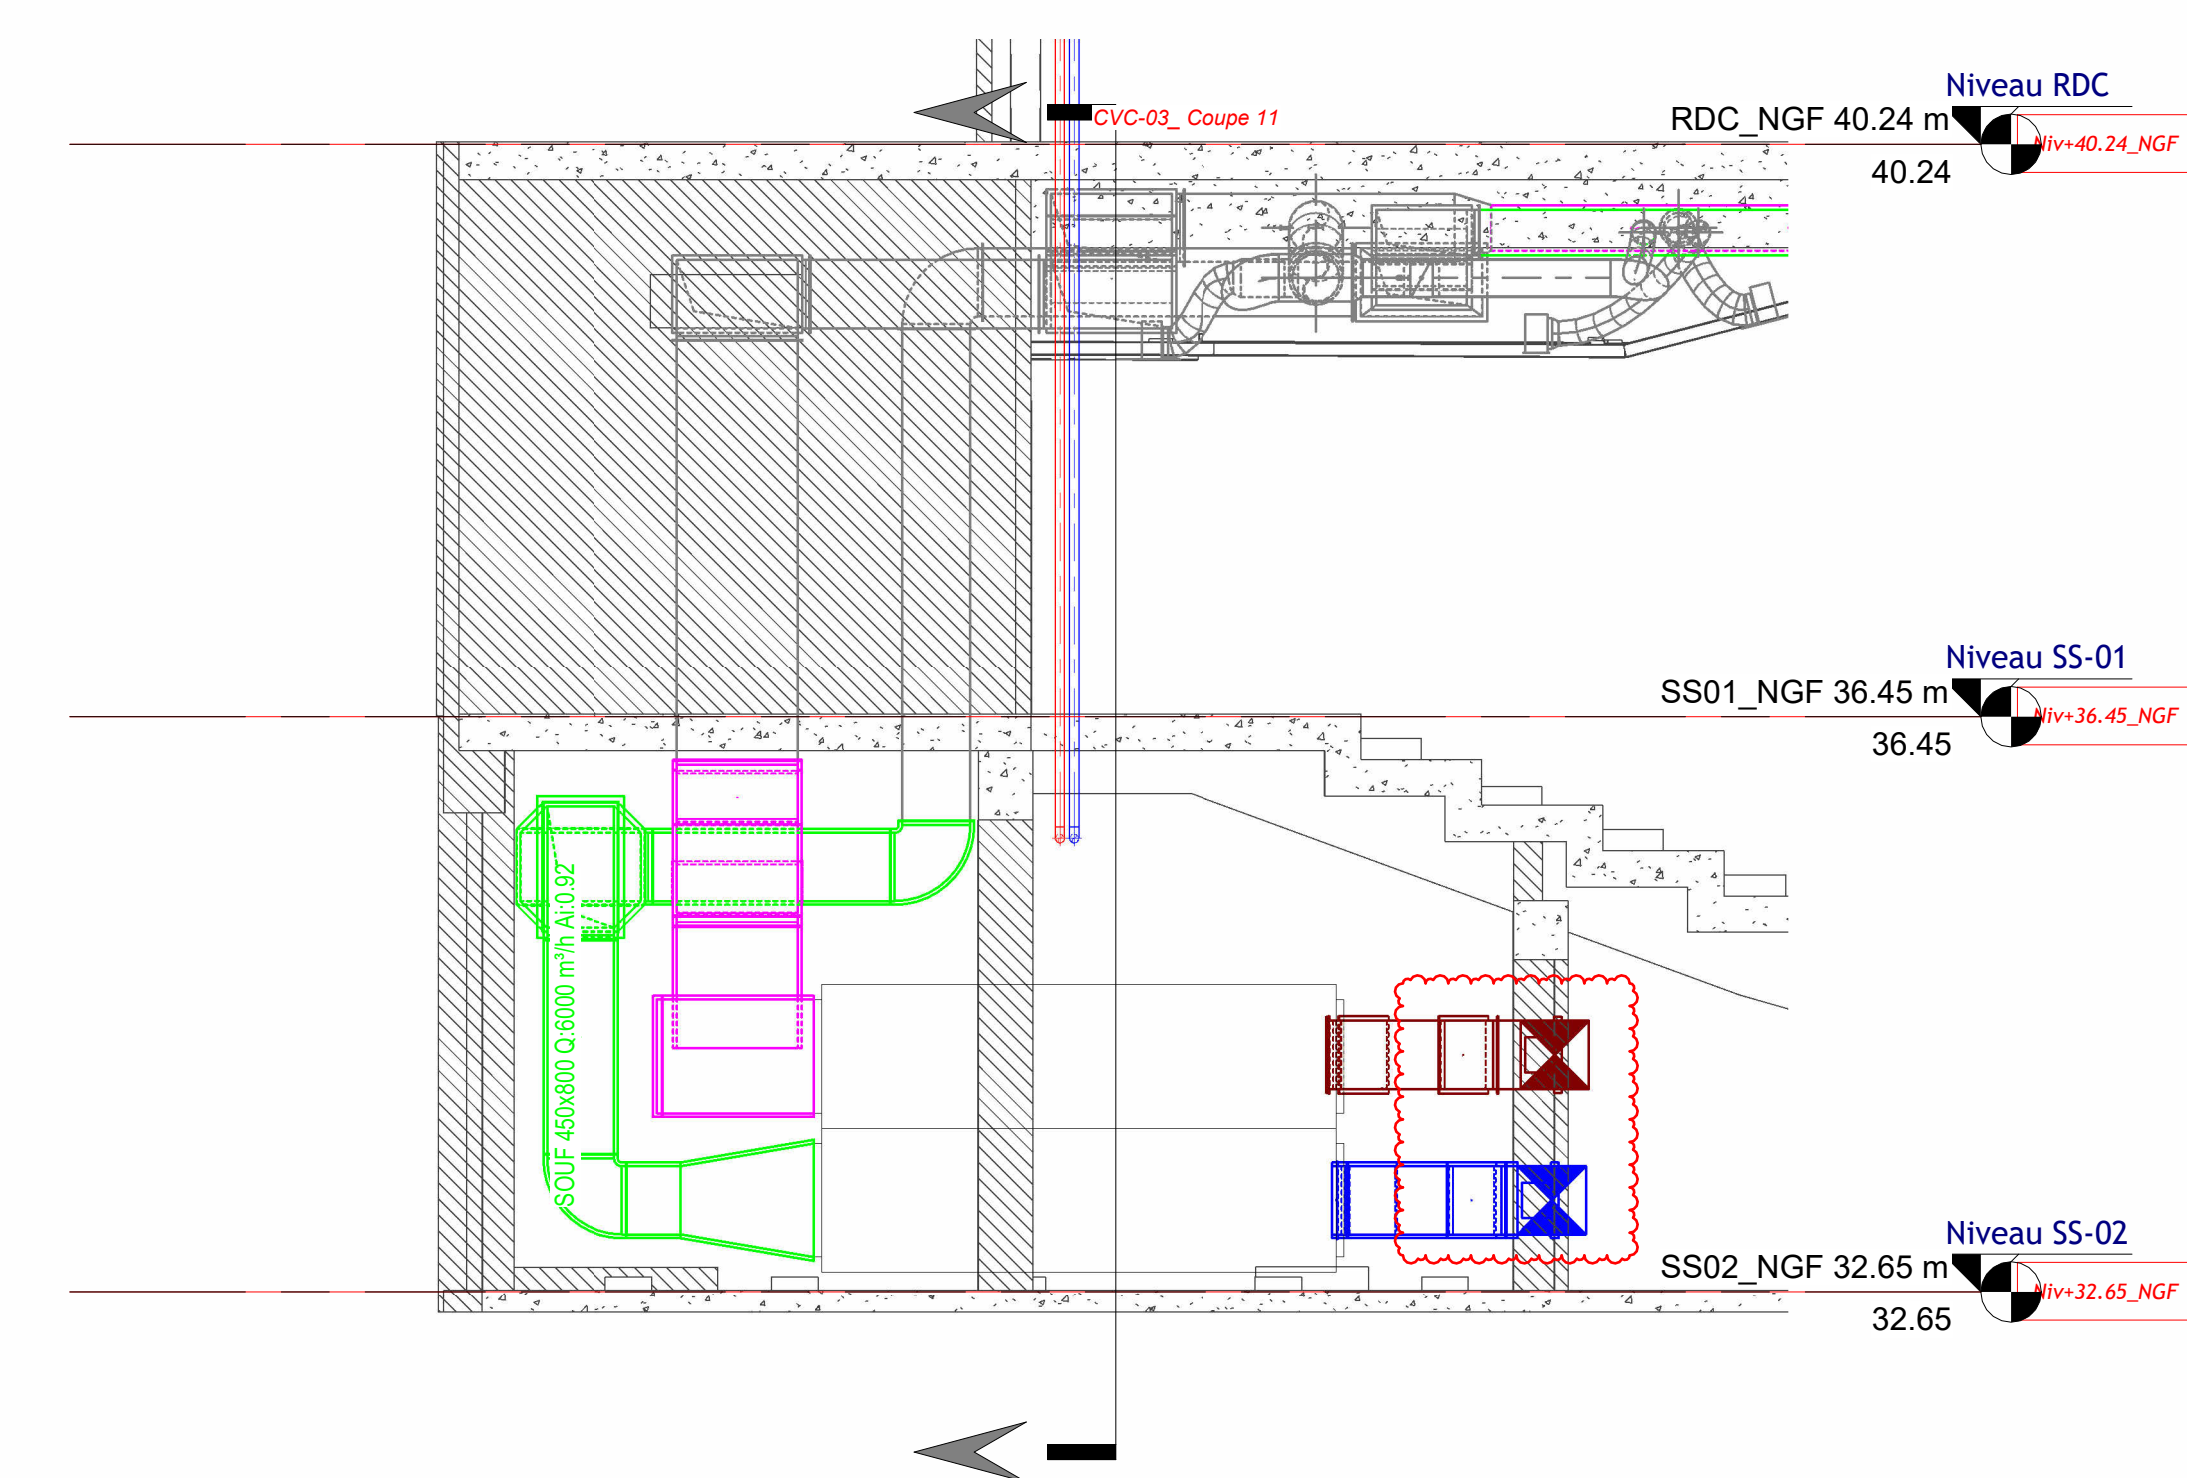 Niveau RDC
CVC-03_ Coupe 11
RDC_NGF 40.24 m
Niv+40.24_NGF
40.24
Niveau SS-01
SS01_NGF 36.45 m
Niv+36.45_NGF
36.45
SOUF 450x800 Q:6000 m³/h Ai:0.92
Niveau SS-02
SS02_NGF 32.65 m
Niv+32.65_NGF
32.65